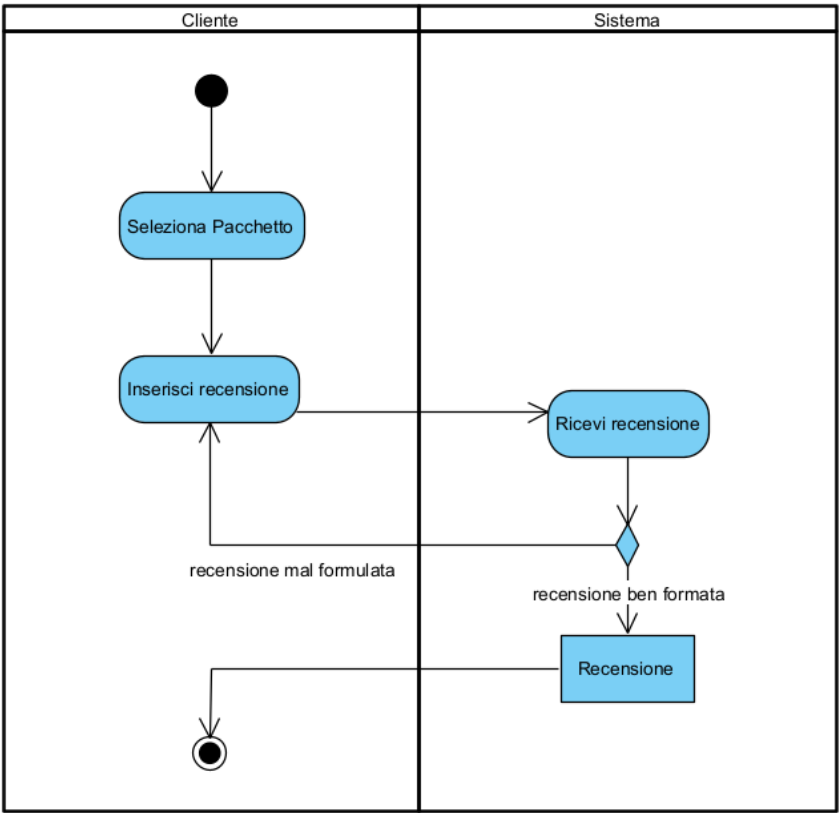 Cliente
Sistema
Seleziona Pacchetto
Inserisci recensione
Ricevi recensione
recensione mal formulata
recensione ben formata
Recensione